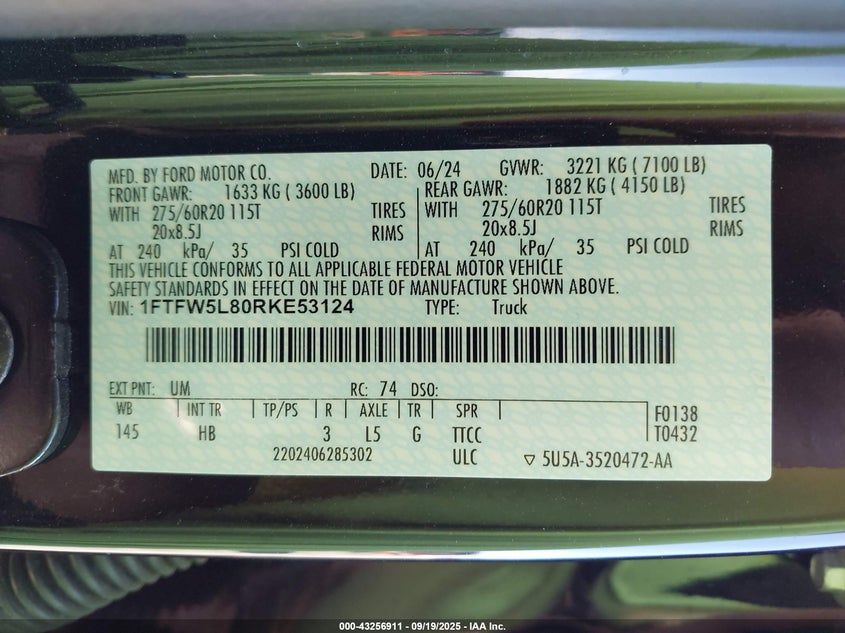 MFD. BY FORD MOTOR CO. DATE: 06/24 GVWR: 3221 KG ( 7100 LB)
FRONT GAWR: 1633 KG ( 3600 LB) REAR GAWR: 1882 KG ( 4150 LB)
WITH 275/60R20 115T TIRES WITH 275/60R20 115T TIRES
20x8.5J RIMS 20x8.5J RIMS
AT 240 kPa/ 35 PSI COLD AT 240 kPa/ 35 PSI COLD
THIS VEHICLE CONFORMS TO ALL APPLICABLE FEDERAL MOTOR VEHICLE
SAFETY STANDARDS IN EFFECT ON THE DATE OF MANUFACTURE SHOWN ABOVE.
VIN: 1FTFW5L80RKE53124 TYPE: Truck
EXT PNT: UM RC: 74 DSO:
WB INT TR TP/PS R AXLE TR SPR F0138
145 HB 3 L5 G TTCC T0432
2202406285302 ULC ▽ 5U5A-3520472-AA
000-43256911 - 09/19/2025 - IAA Inc.